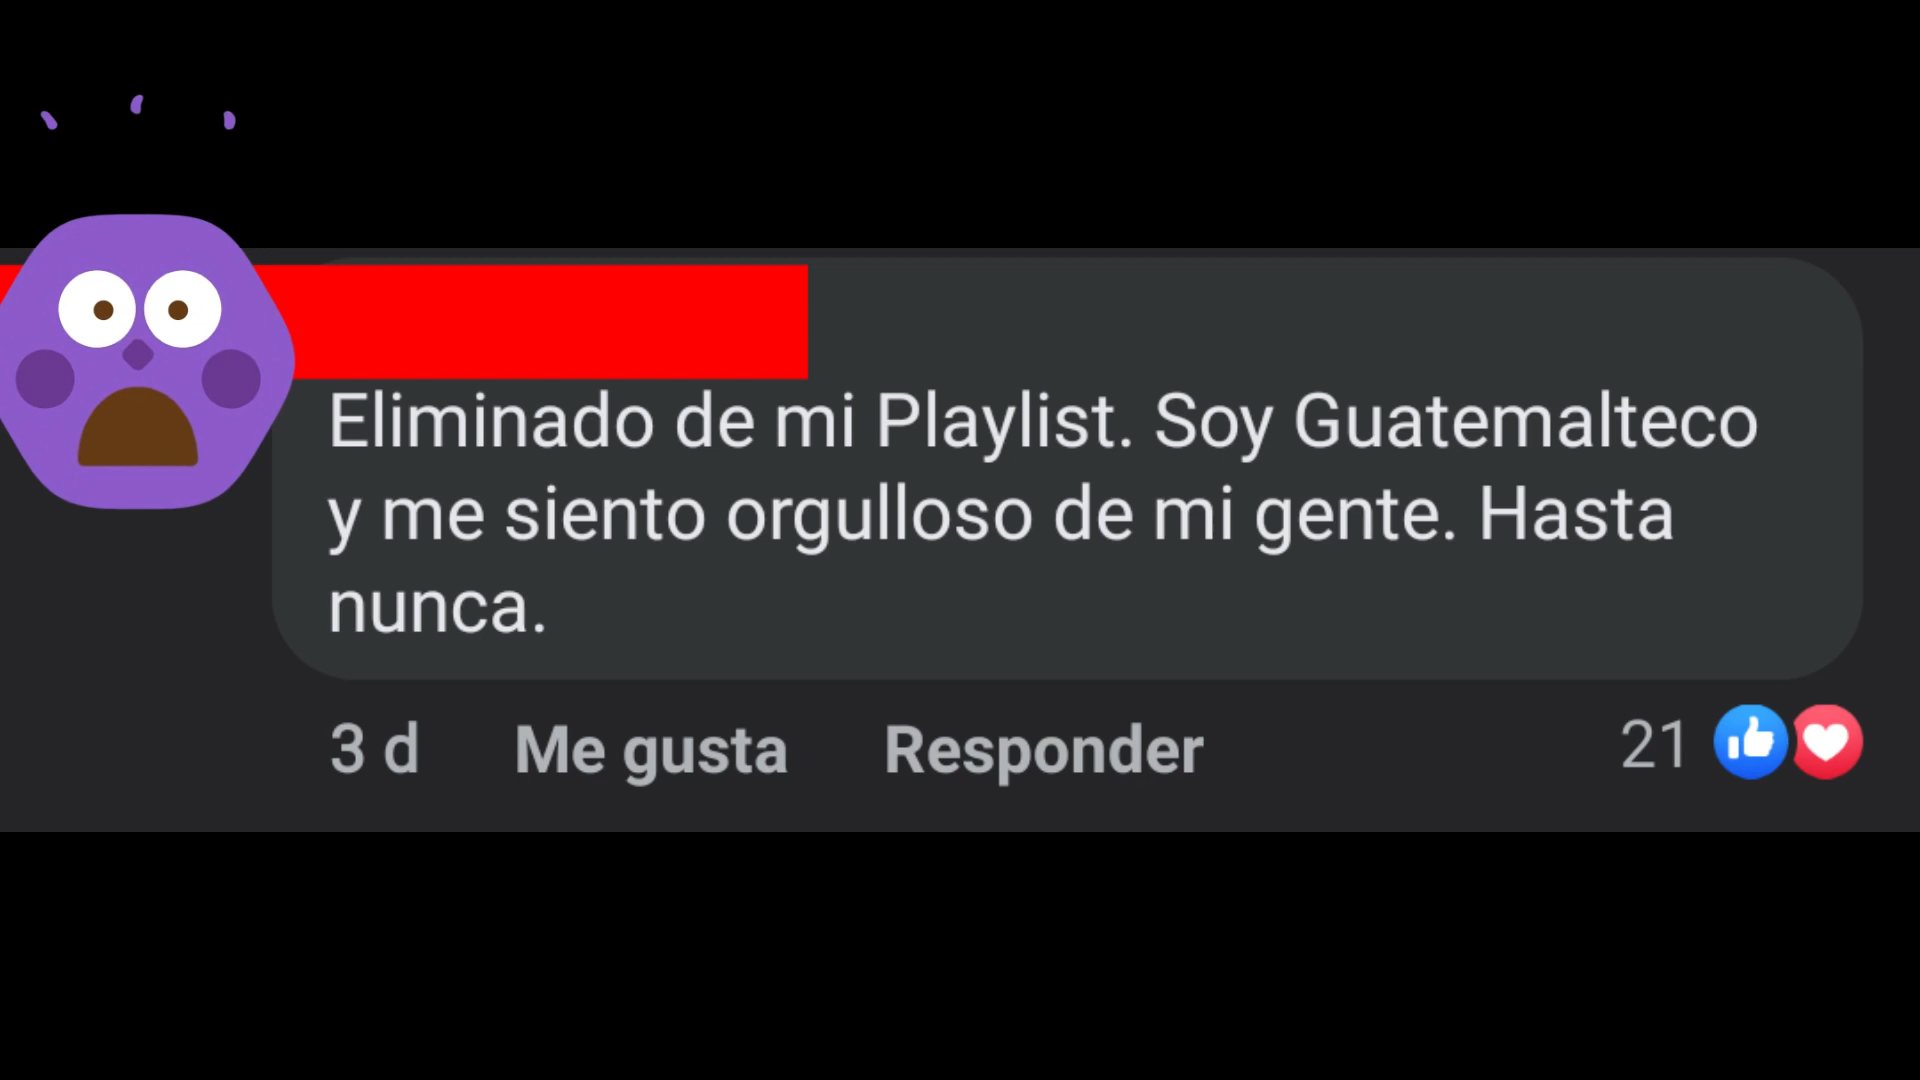 Eliminado de mi Playlist. Soy Guatemalteco
y me siento orgulloso de mi gente. Hasta
nunca.
3 d Me gusta Responder 21